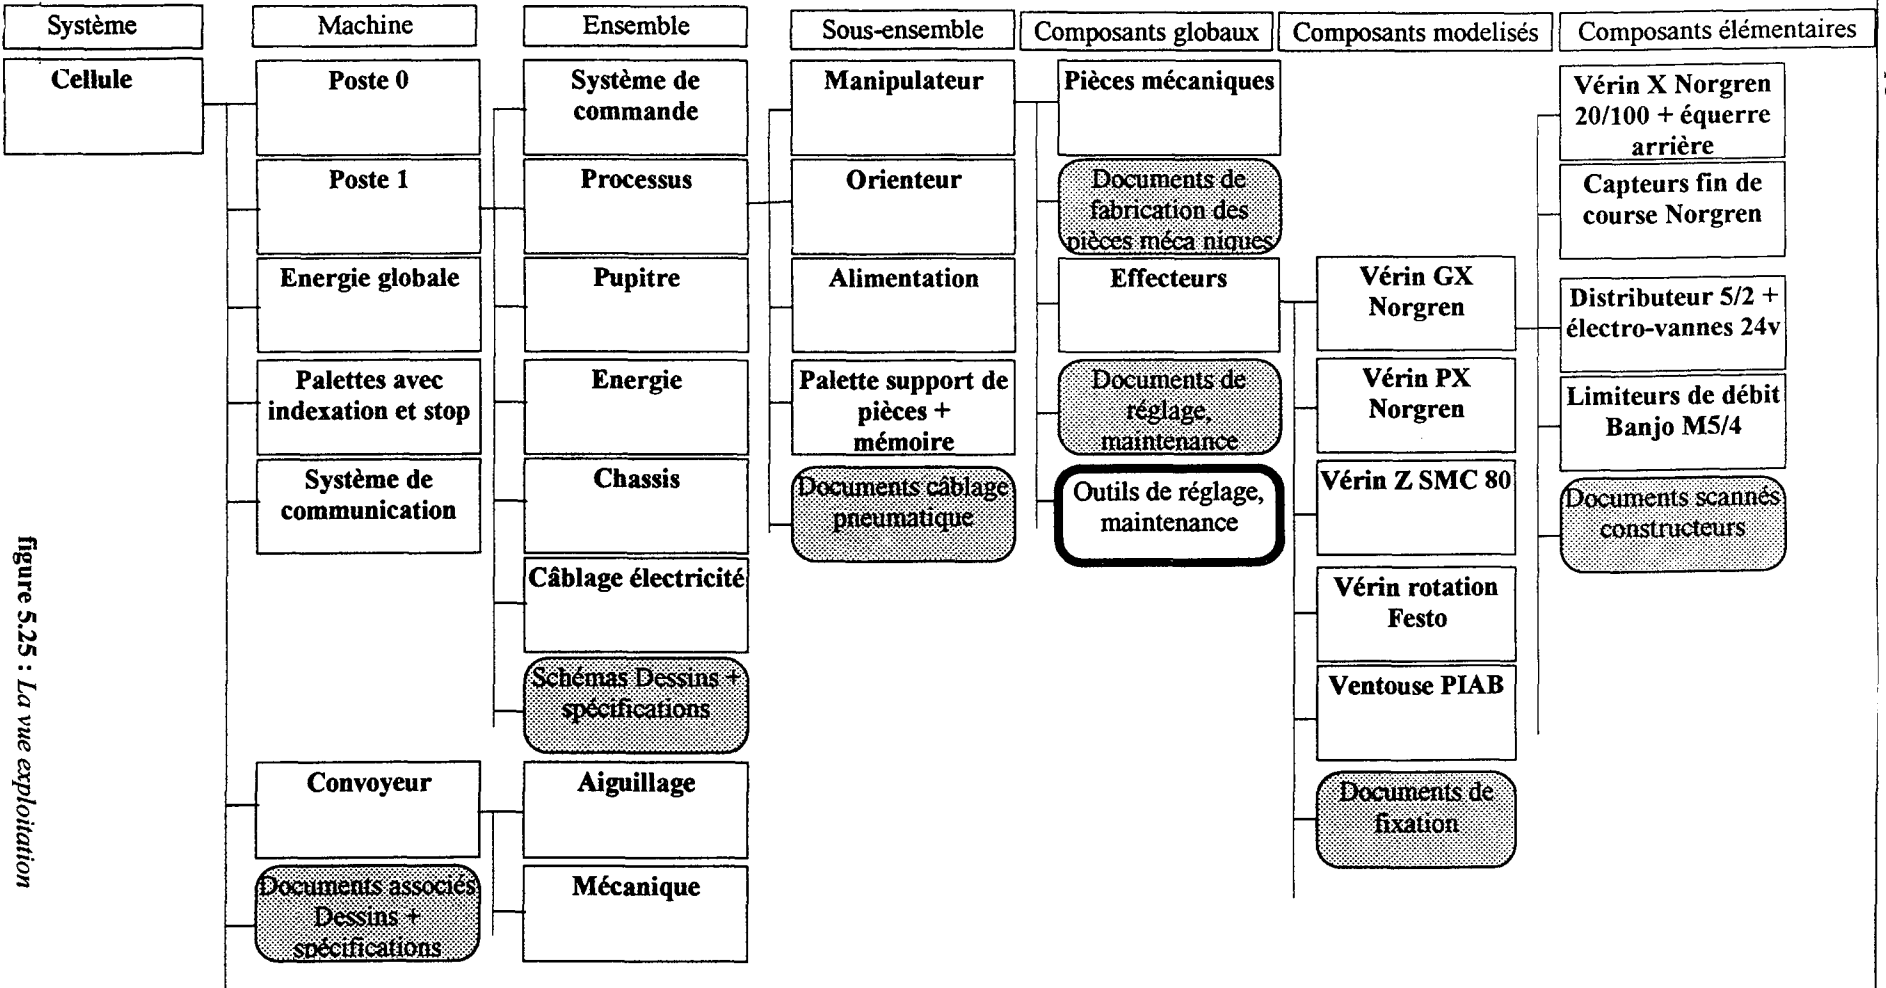 Système
Machine
Ensemble
Sous-ensemble
Composants globaux
Composants modelisés
Composants élémentaires
Cellule
Poste 0
Poste 1
Energie globale
Palettes avec
indexation et stop
Système de
communication
Convoyeur
Documents associés
Dessins +
spécifications
Système de
commande
Processus
Pupitre
Energie
Chassis
Câblage électricité
Schémas Dessins +
spécifications
Aiguillage
Mécanique
Manipulateur
Orienteur
Alimentation
Palette support de
pièces +
mémoire
Documents câblage
pneumatique
Pièces mécaniques
Documents de
fabrication des
pièces méca niques
Effecteurs
Documents de
réglage,
maintenance
Outils de réglage,
maintenance
Vérin GX
Norgren
Vérin PX
Norgren
Vérin Z SMC 80
Vérin rotation
Festo
Ventouse PIAB
Documents de
fixation
Vérin X Norgren
20/100 + équerre
arrière
Capteurs fin de
course Norgren
Distributeur 5/2 +
électro-vannes 24v
Limiteurs de débit
Banjo M5/4
Documents scannés
constructeurs
figure 5.25 : La vue exploitation